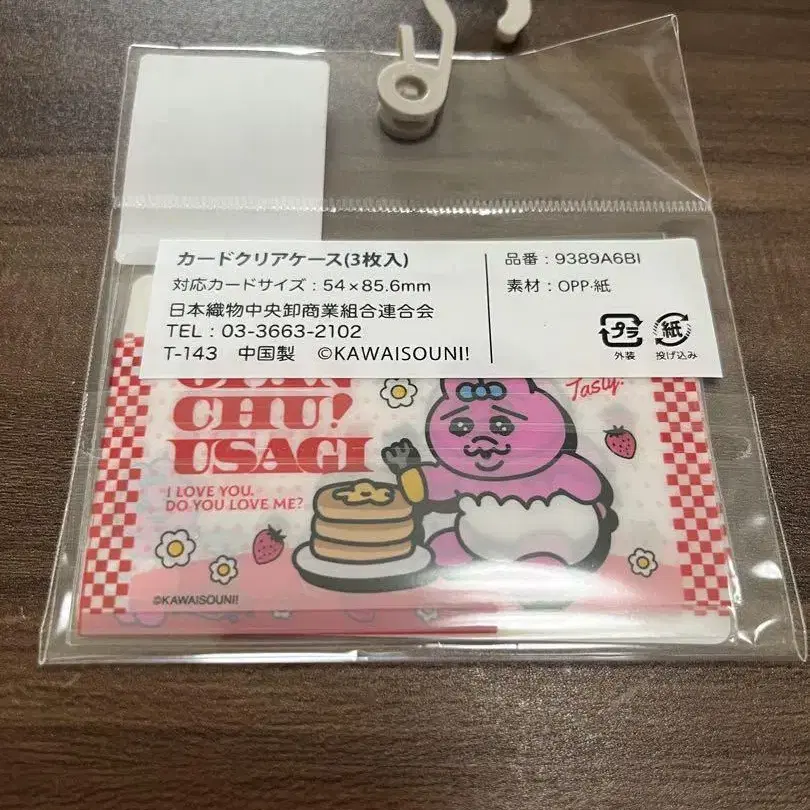 カードクリアケース(3枚入)
対応カードサイズ：54×85.6mm
日本織物中央卸商業組合連合会
TEL：03-3663-2102
T-143 中国製 ©KAWAISOUNI!
品番：9389A6BI
素材：OPP·紙
プラ
外装
紙
投げ込み
CHU!
USAGI
I LOVE YOU.
DO YOU LOVE ME?
Tasty!
©KAWAISOUNI!